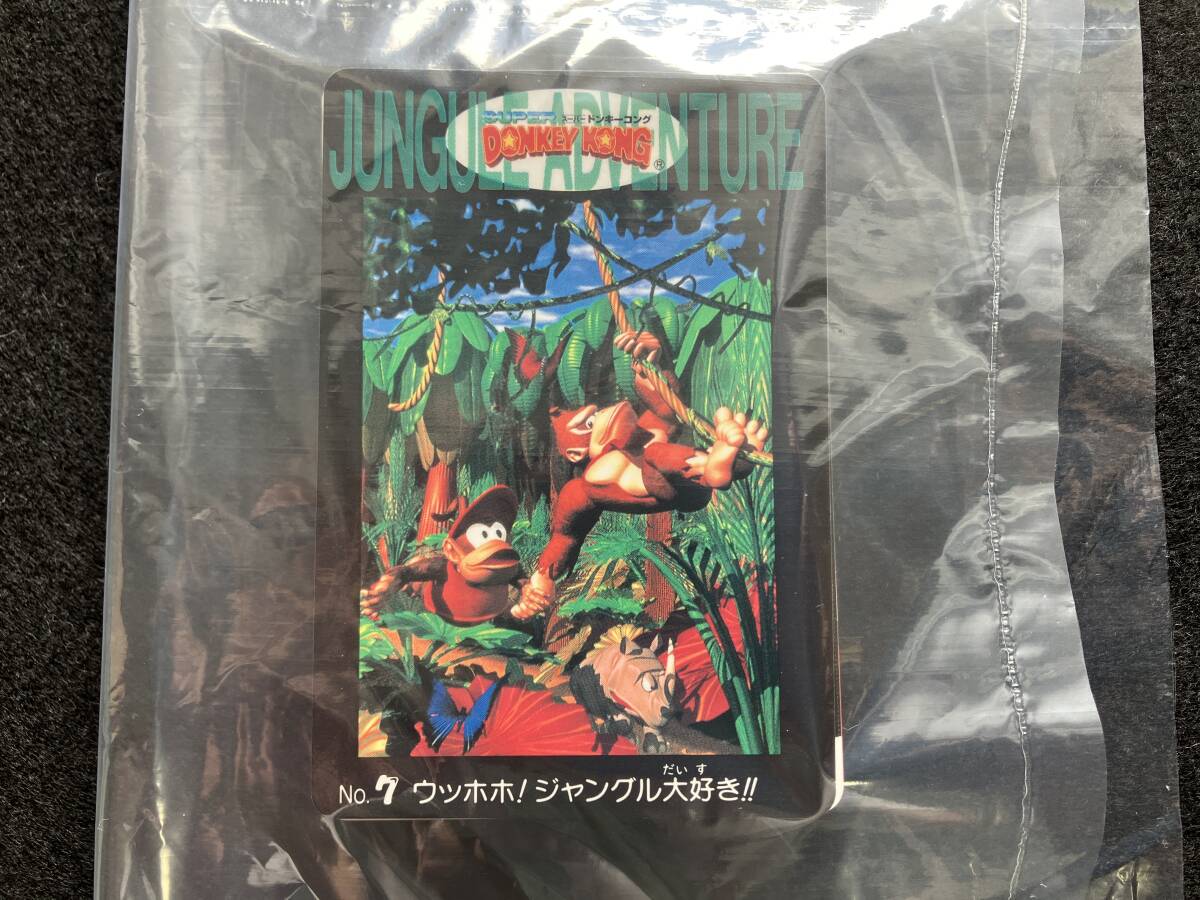 JUNGULE ADVENTURE
SUPER スーパー ドンキーコング
DONKEY KONG ®
No. 7 ウッホホ! ジャングル大好き!!
だい す